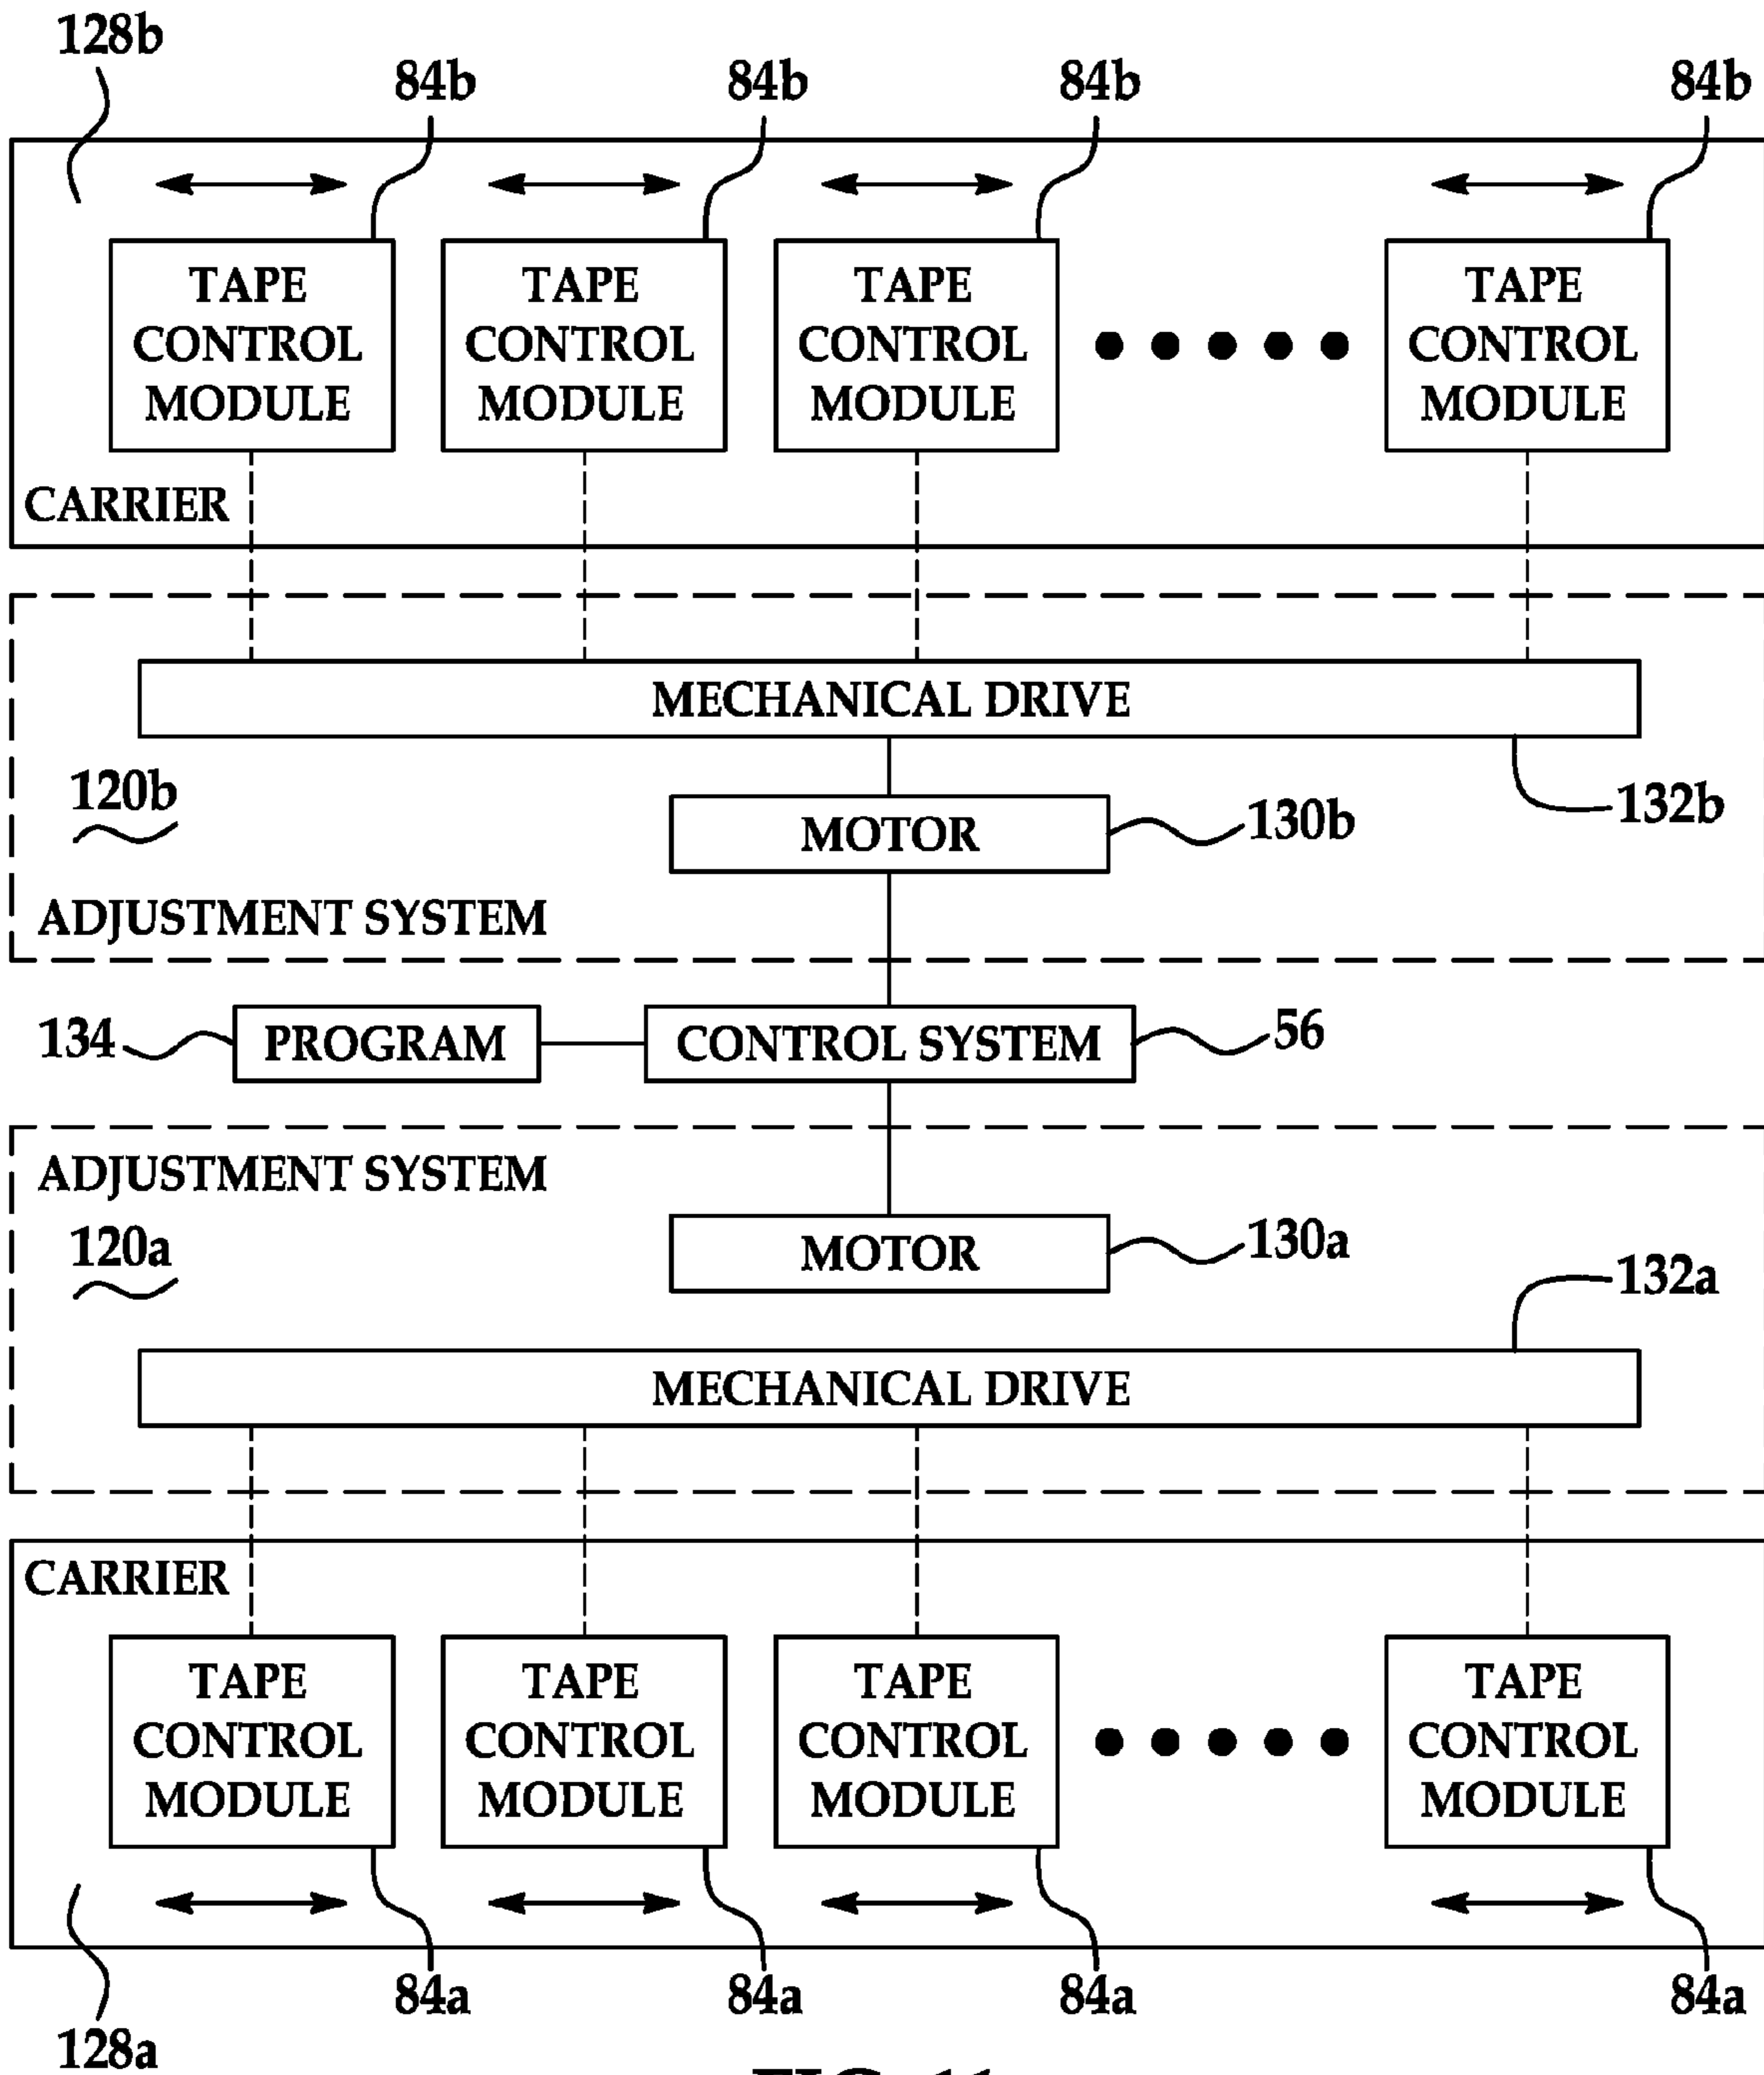 128b
84b 84b 84b 84b
TAPE CONTROL MODULE
TAPE CONTROL MODULE
TAPE CONTROL MODULE
TAPE CONTROL MODULE
CARRIER
MECHANICAL DRIVE
132b
120b
MOTOR
130b
ADJUSTMENT SYSTEM
134
PROGRAM
CONTROL SYSTEM
56
ADJUSTMENT SYSTEM
120a
MOTOR
130a
132a
MECHANICAL DRIVE
CARRIER
TAPE CONTROL MODULE
TAPE CONTROL MODULE
TAPE CONTROL MODULE
TAPE CONTROL MODULE
84a 84a 84a 84a
128a